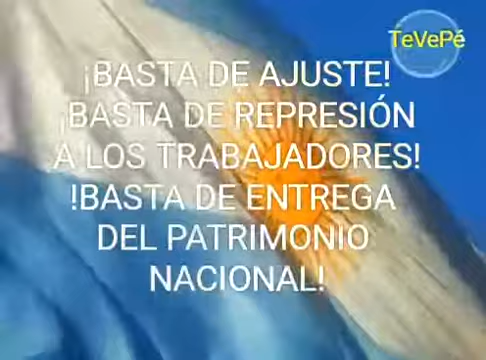 TeVePé
¡BASTA DE AJUSTE!
¡BASTA DE REPRESIÓN
A LOS TRABAJADORES!
!BASTA DE ENTREGA
DEL PATRIMONIO
NACIONAL!